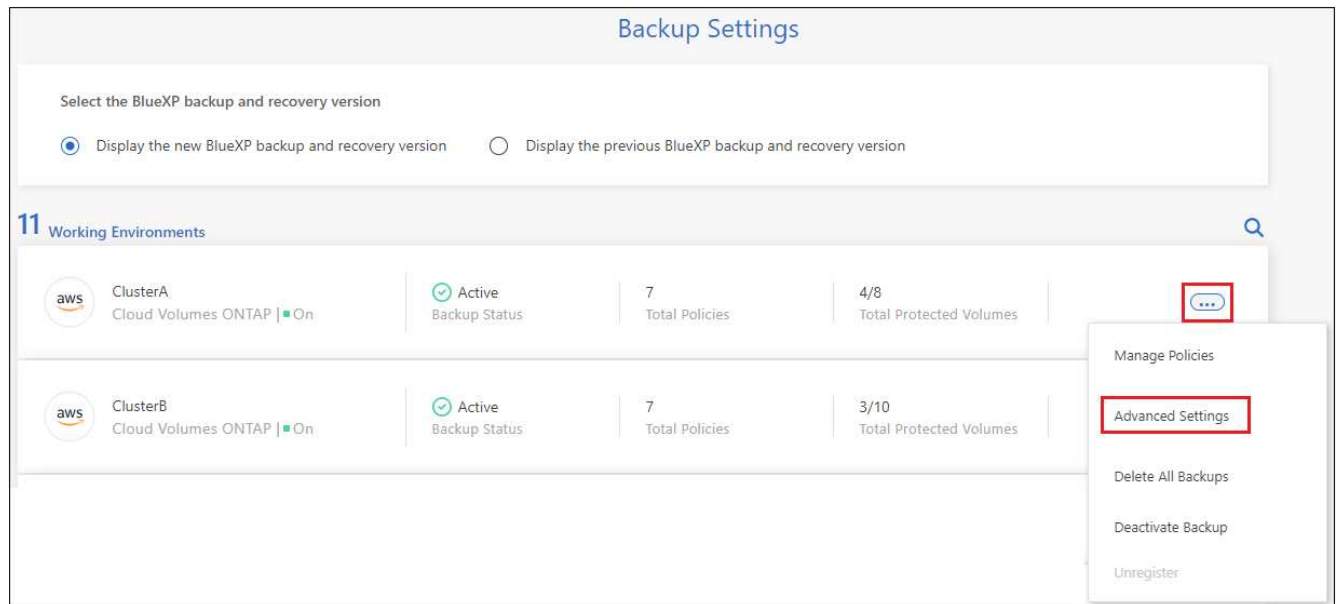 Backup Settings
Select the BlueXP backup and recovery version
Display the new BlueXP backup and recovery version Display the previous BlueXP backup and recovery version
11 Working Environments
aws ClusterA Active 7 4/8 ...
Cloud Volumes ONTAP | On Backup Status Total Policies Total Protected Volumes
Manage Policies
aws ClusterB Active 7 3/10
Cloud Volumes ONTAP | On Backup Status Total Policies Total Protected Volumes
Advanced Settings
Delete All Backups
Deactivate Backup
Unregister